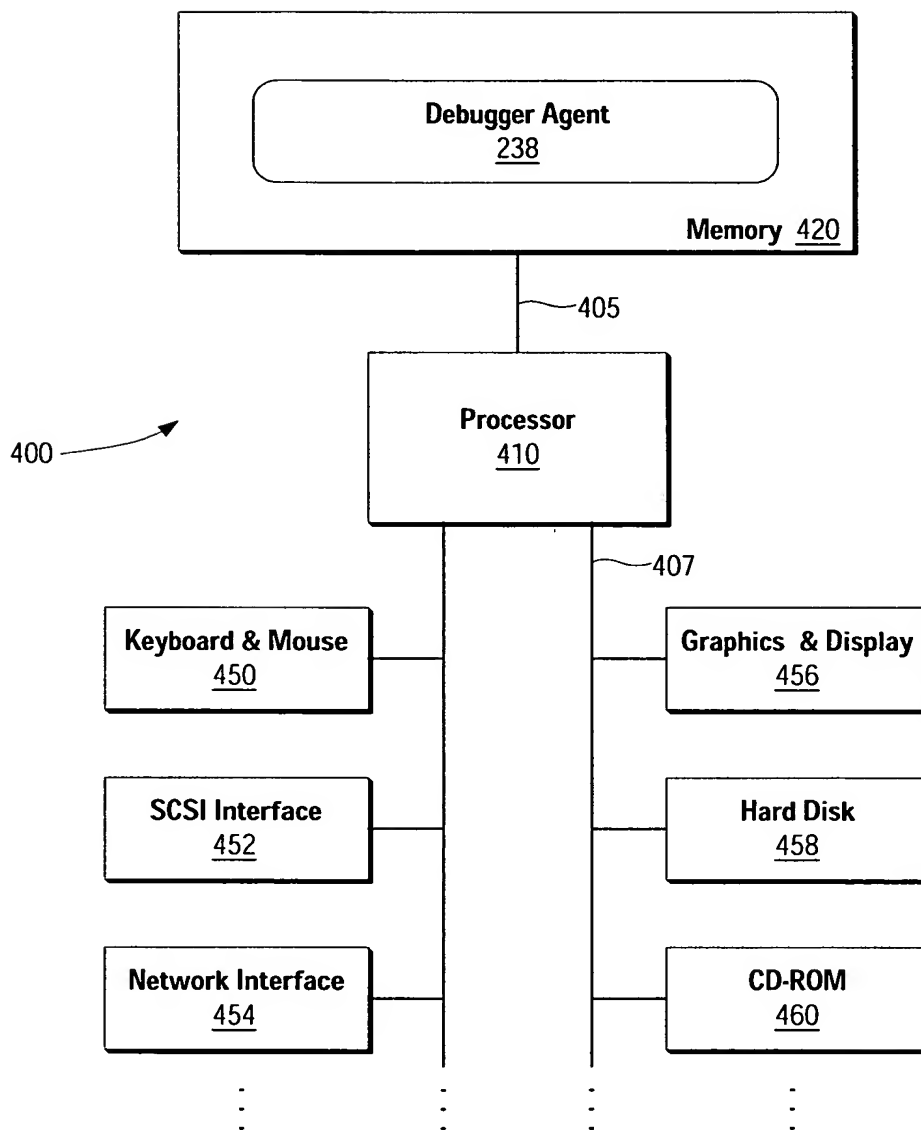 Debugger Agent
238
Memory 420
405
Processor
410
400
407
Keyboard & Mouse
450
Graphics & Display
456
SCSI Interface
452
Hard Disk
458
Network Interface
454
CD-ROM
460